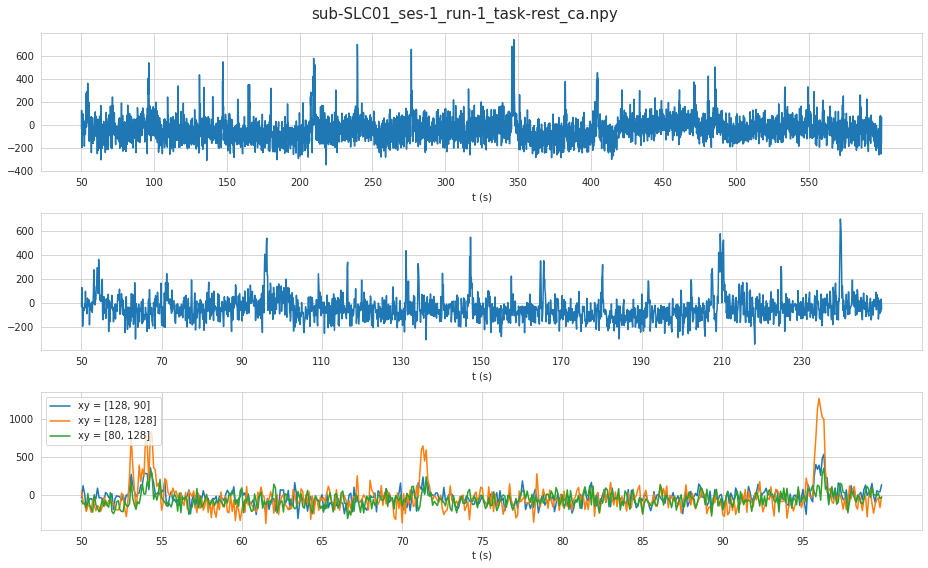 sub-SLC01_ses-1_run-1_task-rest_ca.npy
600
400
200
0
−200
−400
50 100 150 200 250 300 350 400 450 500 550
t (s)
600
400
200
0
−200
50 70 90 110 130 150 170 190 210 230
t (s)
1000
500
0
xy = [128, 90]
xy = [128, 128]
xy = [80, 128]
50 55 60 65 70 75 80 85 90 95
t (s)